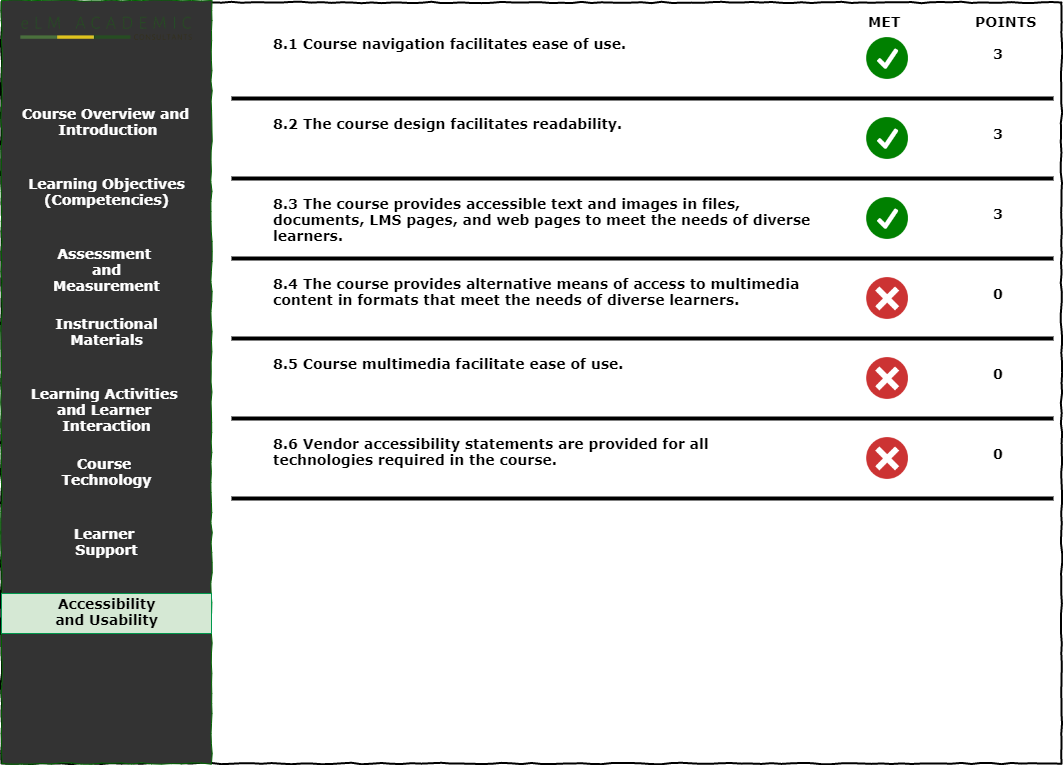 eLM ACADEMIC
Course Overview and
Introduction
Learning Objectives
(Competencies)
Assessment
and
Measurement
Instructional
Materials
Learning Activities
and Learner
Interaction
Course
Technology
Learner
Support
Accessibility
and Usability
MET
POINTS
8.1 Course navigation facilitates ease of use.
3
8.2 The course design facilitates readability.
3
8.3 The course provides accessible text and images in files,
documents, LMS pages, and web pages to meet the needs of diverse
learners.
3
8.4 The course provides alternative means of access to multimedia
content in formats that meet the needs of diverse learners.
0
8.5 Course multimedia facilitate ease of use.
0
8.6 Vendor accessibility statements are provided for all
technologies required in the course.
0